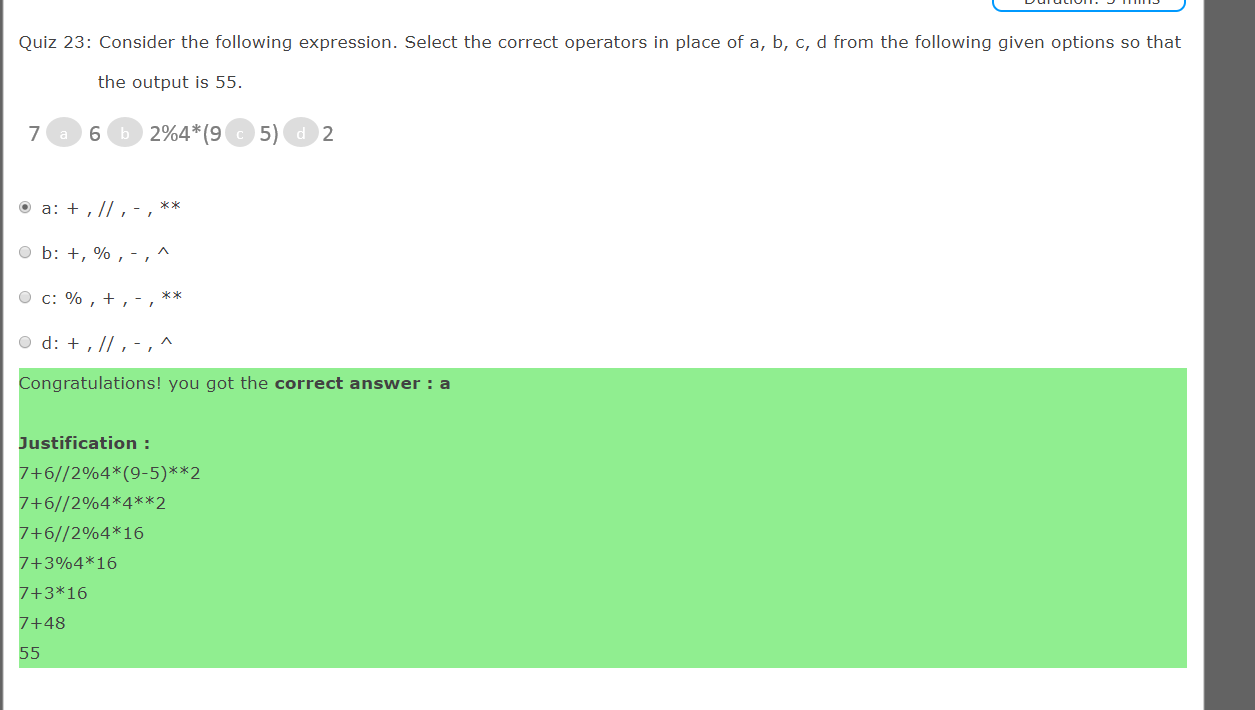 Duration: 5 mins
Quiz 23: Consider the following expression. Select the correct operators in place of a, b, c, d from the following given options so that
the output is 55.
7 a 6 b 2%4*(9 c 5) d 2
a: + , // , - , **
b: +, % , - , ^
c: % , + , - , **
d: + , // , - , ^
Congratulations! you got the correct answer : a
Justification :
7+6//2%4*(9-5)**2
7+6//2%4*4**2
7+6//2%4*16
7+3%4*16
7+3*16
7+48
55